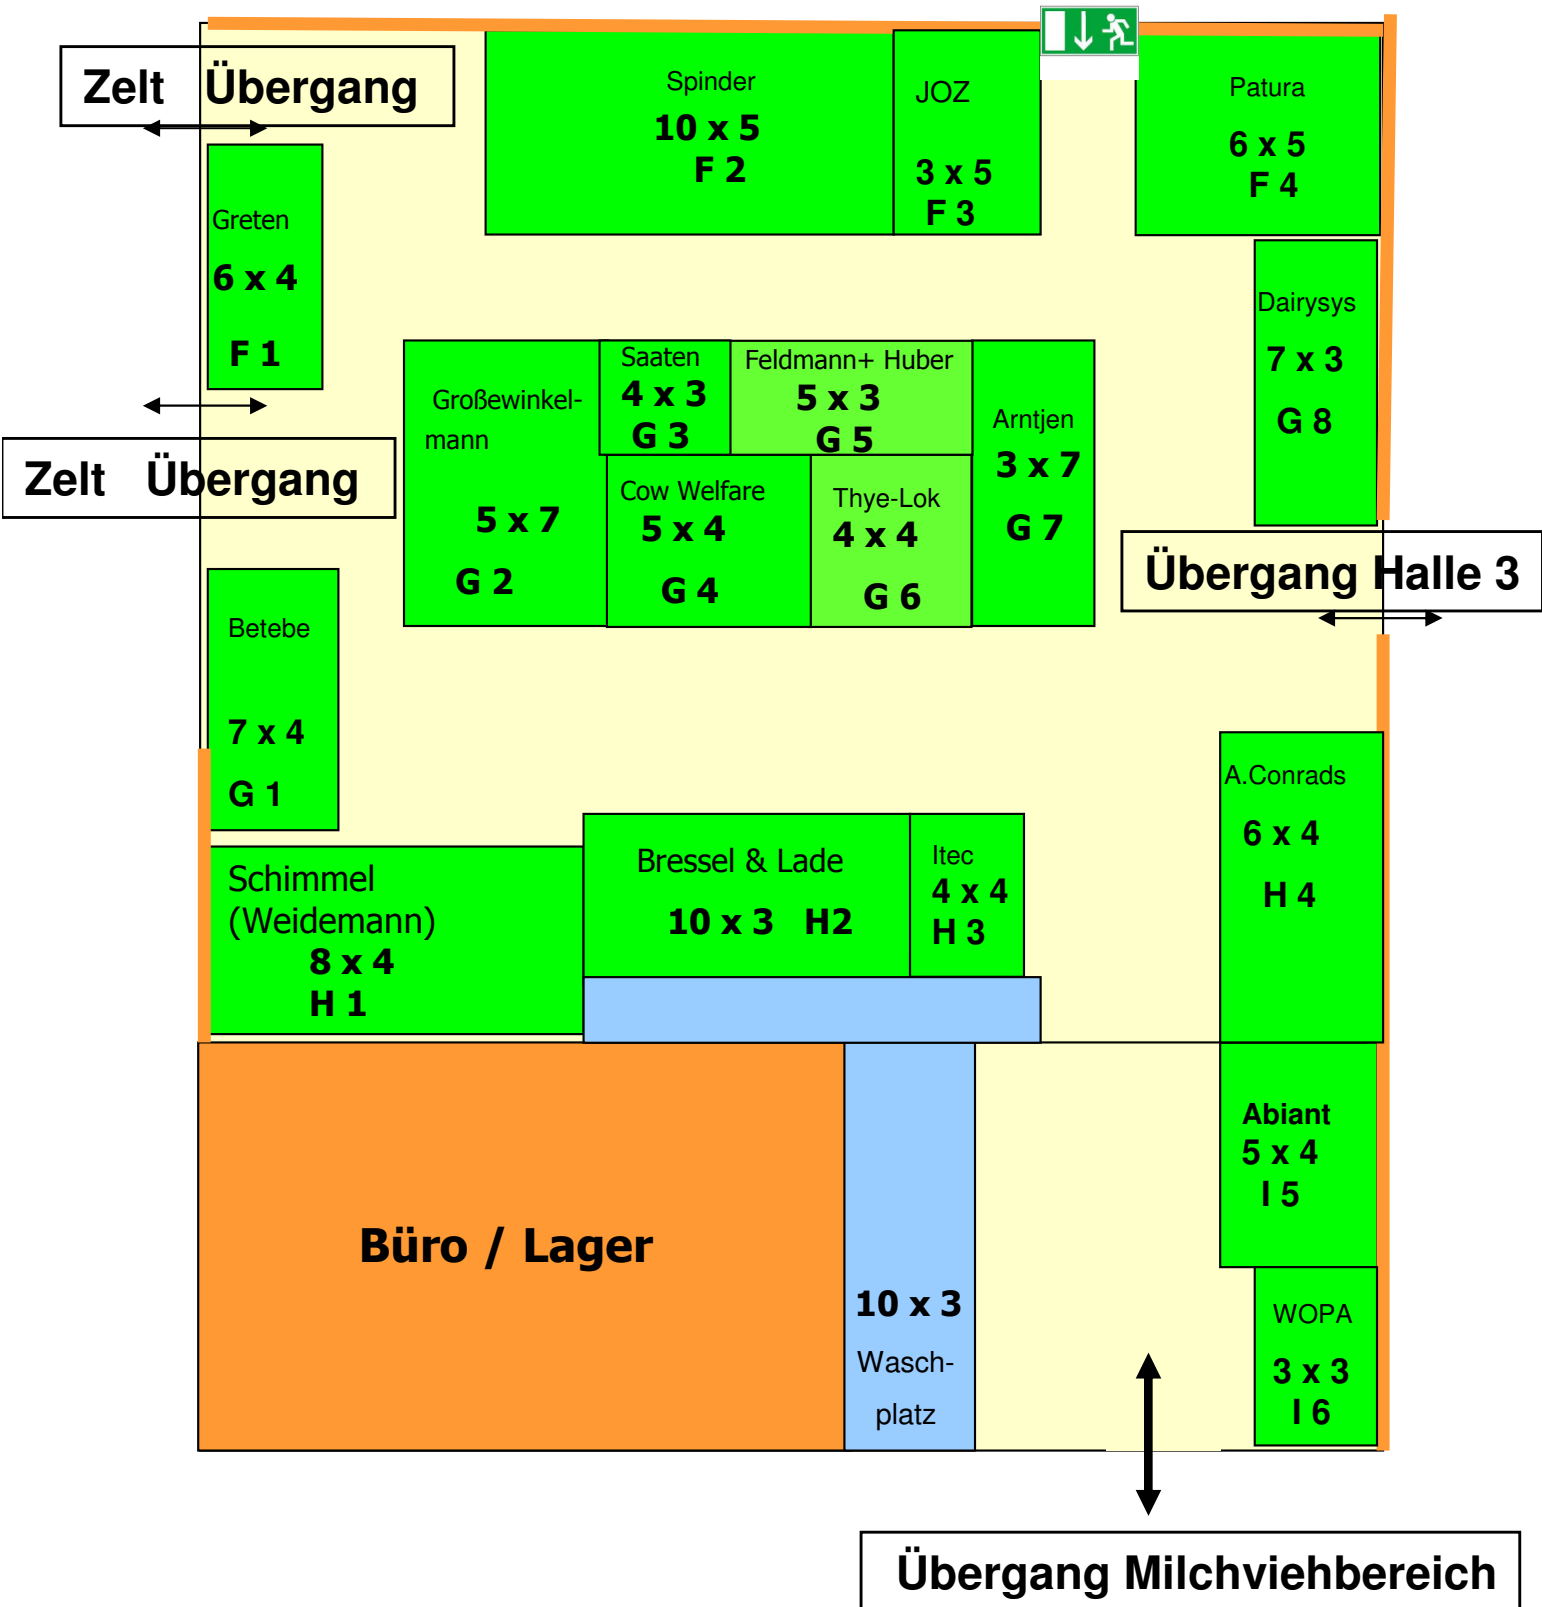 Zelt Übergang
Spinder
10 x 5
F 2
JOZ
3 x 5
F 3
Patura
6 x 5
F 4
Greten
6 x 4
F 1
Dairysys
7 x 3
G 8
Großewinkel-
mann
5 x 7
G 2
Saaten
4 x 3
G 3
Feldmann+ Huber
5 x 3
G 5
Cow Welfare
5 x 4
G 4
Thye-Lok
4 x 4
G 6
Arntjen
3 x 7
G 7
Zelt Übergang
Übergang Halle 3
Betebe
7 x 4
G 1
A.Conrads
6 x 4
H 4
Schimmel
(Weidemann)
8 x 4
H 1
Bressel & Lade
10 x 3 H2
Itec
4 x 4
H 3
Büro / Lager
10 x 3
Wasch-
platz
Abiant
5 x 4
I 5
WOPA
3 x 3
I 6
Übergang Milchviehbereich